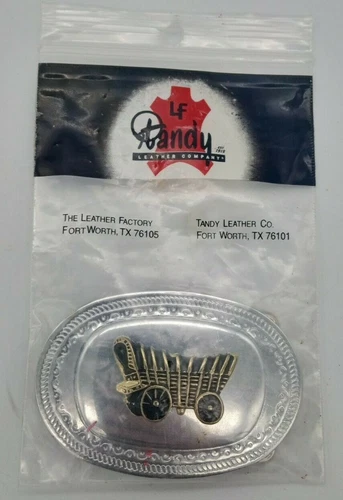 LF
Tandy
EST 1919
LEATHER COMPANY
THE LEATHER FACTORY
FORT WORTH, TX 76105
TANDY LEATHER CO.
FORT WORTH, TX 76101